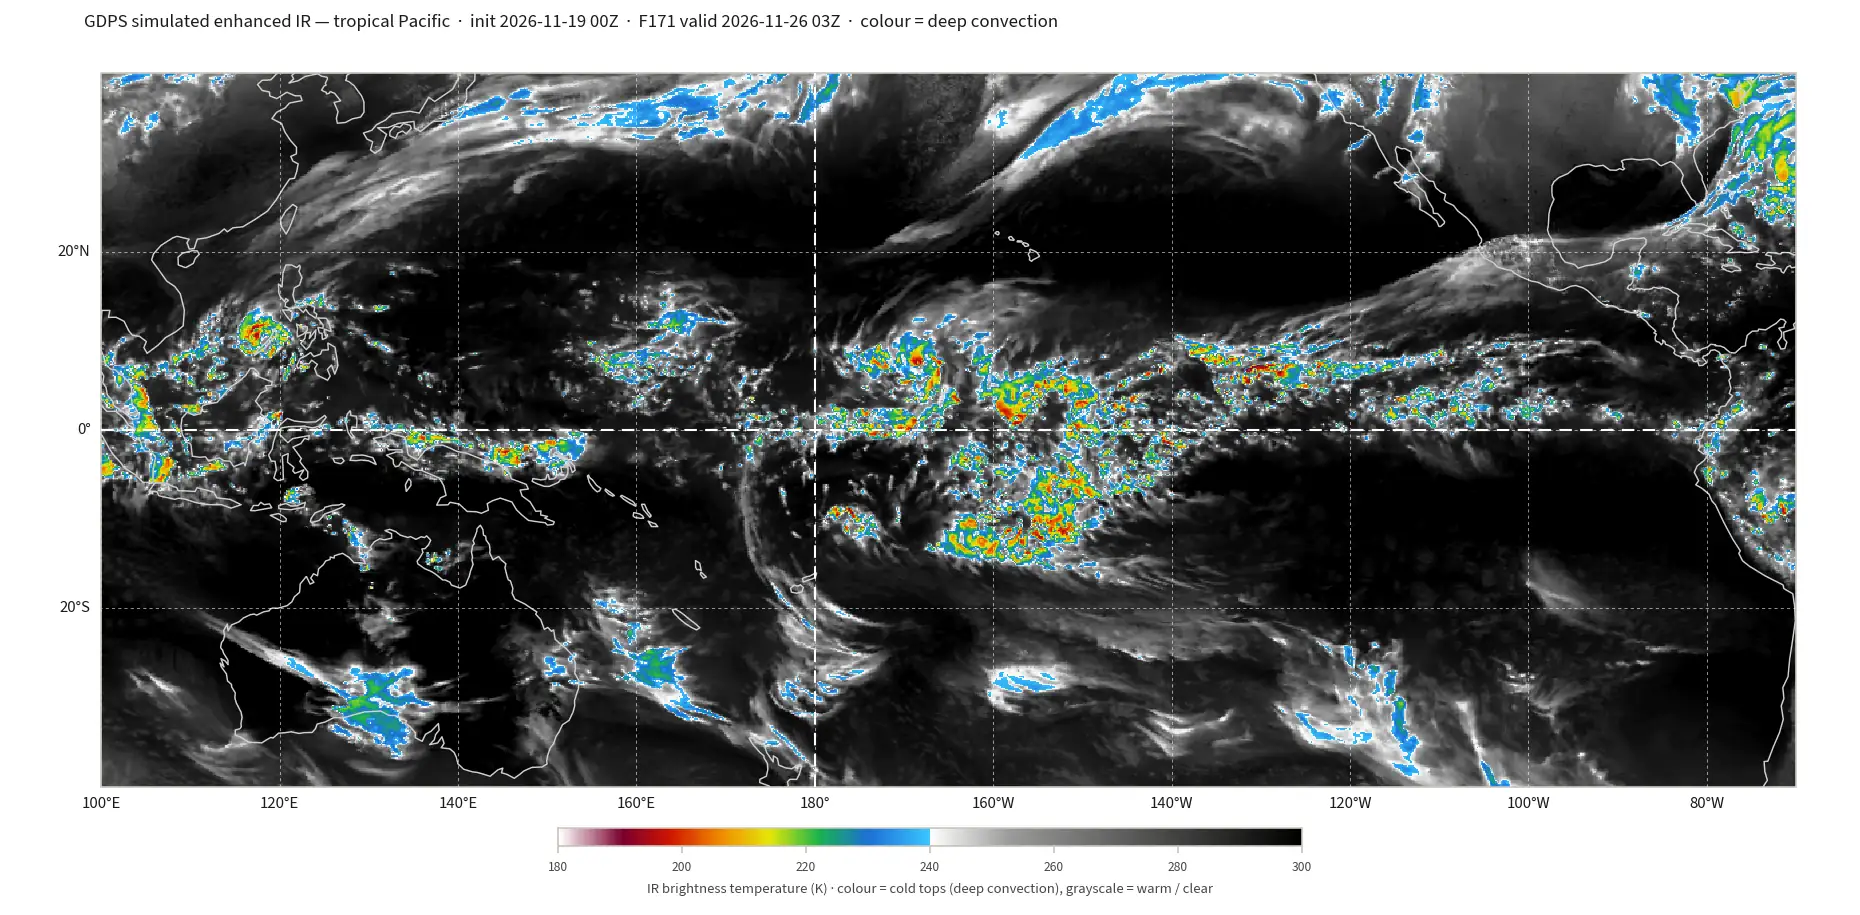 GDPS simulated enhanced IR — tropical Pacific · init 2026-11-19 00Z · F171 valid 2026-11-26 03Z · colour = deep convection
20°N
0°
20°S
100°E 120°E 140°E 160°E 180° 160°W 140°W 120°W 100°W 80°W
180 200 220 240 260 280 300
IR brightness temperature (K) · colour = cold tops (deep convection), grayscale = warm / clear